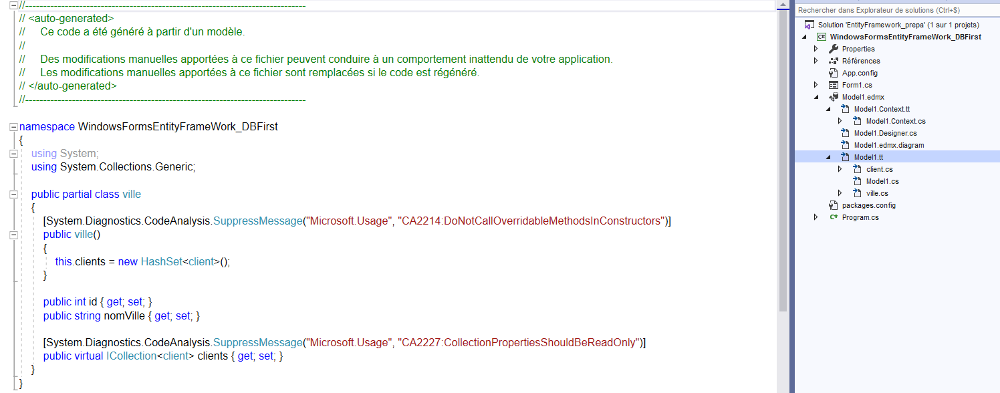 //------------------------------------------------------------------------------
// <auto-generated>
//     Ce code a été généré à partir d'un modèle.
//
//     Des modifications manuelles apportées à ce fichier peuvent conduire à un comportement inattendu de votre application.
//     Les modifications manuelles apportées à ce fichier sont remplacées si le code est régénéré.
// </auto-generated>
//------------------------------------------------------------------------------
namespace WindowsFormsEntityFrameWork_DBFirst
{
    using System;
    using System.Collections.Generic;
    public partial class ville
    {
        [System.Diagnostics.CodeAnalysis.SuppressMessage("Microsoft.Usage", "CA2214:DoNotCallOverridableMethodsInConstructors")]
        public ville()
        {
            this.clients = new HashSet<client>();
        }
        public int id { get; set; }
        public string nomVille { get; set; }
        [System.Diagnostics.CodeAnalysis.SuppressMessage("Microsoft.Usage", "CA2227:CollectionPropertiesShouldBeReadOnly")]
        public virtual ICollection<client> clients { get; set; }
    }
}
Rechercher dans Explorateur de solutions (Ctrl+$)
Solution 'EntityFramework_prepa' (1 sur 1 projets)
C# WindowsFormsEntityFrameWork_DBFirst
Properties
Références
App.config
Form1.cs
Model1.edmx
Model1.Context.tt
Model1.Context.cs
Model1.Designer.cs
Model1.edmx.diagram
Model1.tt
client.cs
Model1.cs
ville.cs
packages.config
C# Program.cs